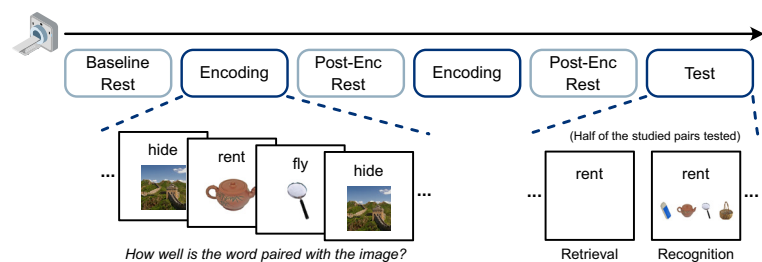 Baseline
Rest
Encoding
Post-Enc
Rest
Encoding
Post-Enc
Rest
Test
(Half of the studied pairs tested)
hide
rent
fly
hide
...
...
How well is the word paired with the image?
...
rent
rent
...
Retrieval
Recognition